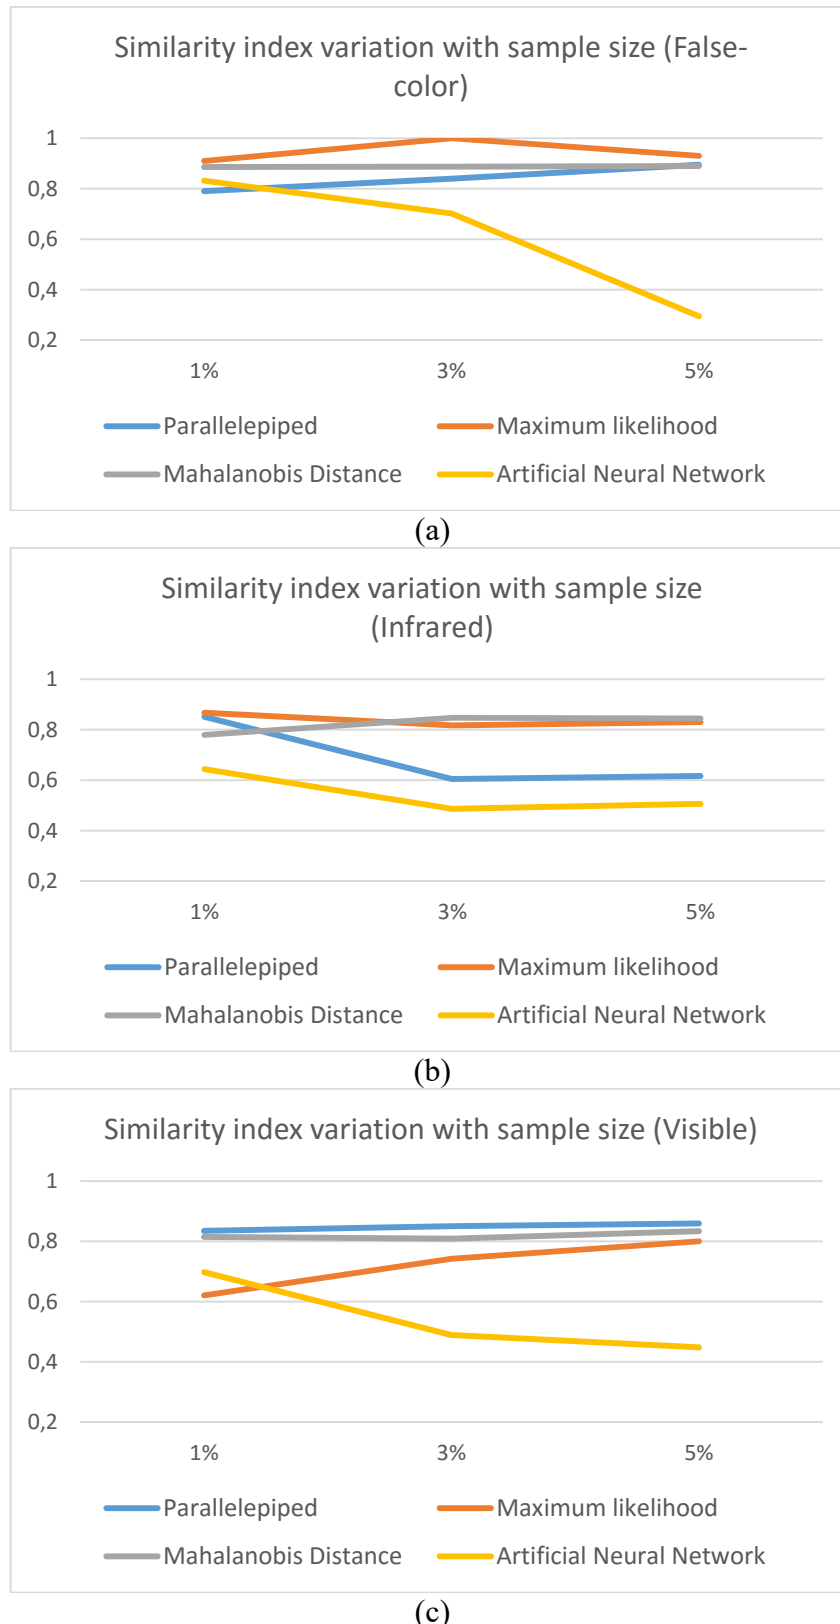 Similarity index variation with sample size (False-
color)
1
0,8
0,6
0,4
0,2
1% 3% 5%
Parallelepiped Maximum likelihood
Mahalanobis Distance Artificial Neural Network
(a)
Similarity index variation with sample size
(Infrared)
1
0,8
0,6
0,4
0,2
1% 3% 5%
Parallelepiped Maximum likelihood
Mahalanobis Distance Artificial Neural Network
(b)
Similarity index variation with sample size (Visible)
1
0,8
0,6
0,4
0,2
1% 3% 5%
Parallelepiped Maximum likelihood
Mahalanobis Distance Artificial Neural Network
(c)